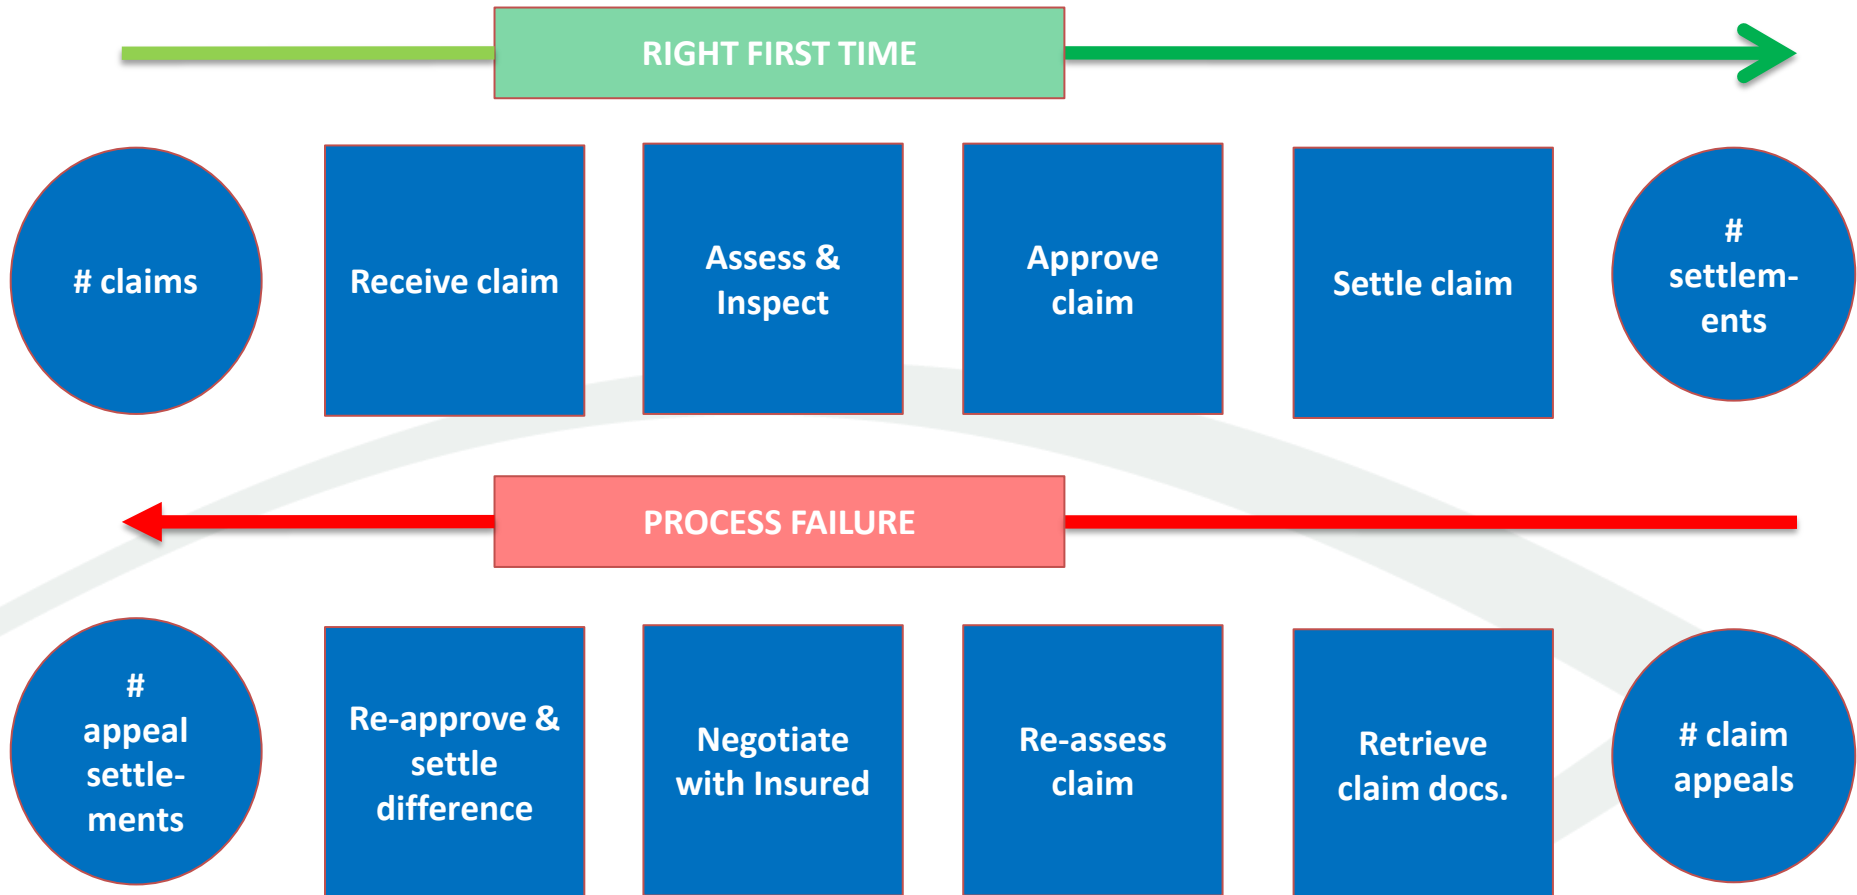 RIGHT FIRST TIME
# claims
Receive claim
Assess &
Inspect
Approve
claim
Settle claim
#
settlem-
ents
PROCESS FAILURE
#
appeal
settle-
ments
Re-approve &
settle
difference
Negotiate
with Insured
Re-assess
claim
Retrieve
claim docs.
# claim
appeals